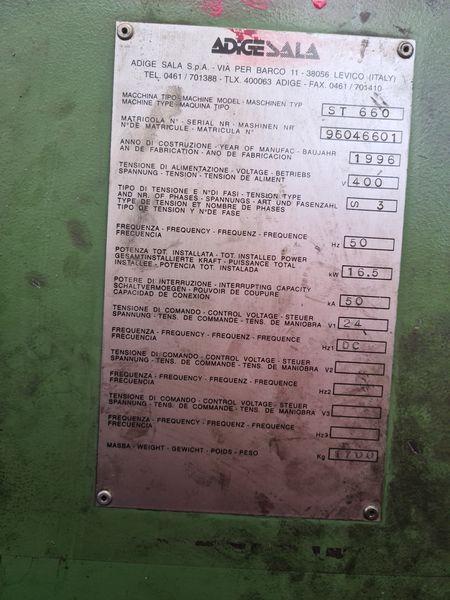 ADIGESALA
ADIGE SALA S.p.A. - VIA PER BARCO 11 - 38056 LEVICO (ITALY)
TEL. 0461 / 701388 - TLX. 400063 ADIGE - FAX. 0461 / 701410
MACCHINA TIPO - MACHINE MODEL - MASCHINEN TYP
MACHINE TYPE - MAQUINA TIPO ST 660
MATRICOLA N° - SERIAL NR - MASHINEN NR
N° DE MATRICULE - MATRICULA N° 96046601
ANNO DI COSTRUZIONE - YEAR OF MANUFAC - BAUJAHR
AN DE FABRICATION - ANO DE FABRICACION 1996
TENSIONE DI ALIMENTAZIONE - VOLTAGE - BETRIEBS
SPANNUNG - TENSION - TENSION DE ALIMENT V 400
TIPO DI TENSIONE E N° DI FASI - TENSION TYPE
AND NR. OF PHASES - SPANNUNGS - ART UND FASENZAHL
TYPE DE TENSION ET NOMBRE DE PHASES S 3
TIPO DE TENSION Y N° DE FASE
FREQUENZA - FREQUENCY - FREQUENZ - FREQUENCE
FRECUENCIA Hz 50
POTENZA TOT. INSTALLATA - TOT. INSTALLED POWER
GESAMTINSTALLIERTE KRAFT - PUISSANCE TOTAL
INSTALLEE - POTENCIA TOT. INSTALADA kW 16.5
POTERE DI INTERRUZIONE - INTERRUPTING CAPACITY
SCHALTVERMOEGEN - POUVOIR DE COUPURE
CAPACIDAD DE CONEXION kA 50
TENSIONE DI COMANDO - CONTROL VOLTAGE - STEUER
SPANNUNG - TENS. DE COMMANDE - TENS. DE MANIOBRA V1 24
FREQUENZA - FREQUENCY - FREQUENZ - FREQUENCE
FRECUENCIA Hz1 DC
TENSIONE DI COMANDO - CONTROL VOLTAGE - STEUER
SPANNUNG - TENS. DE COMMANDE - TENS. DE MANIOBRA V2
FREQUENZA - FREQUENCY - FREQUENZ - FREQUENCE
FRECUENCIA Hz2
TENSIONE DI COMANDO - CONTROL VOLTAGE - STEUER
SPANNUNG - TENS. DE COMMANDE - TENS. DE MANIOBRA V3
FREQUENZA - FREQUENCY - FREQUENZ - FREQUENCE
FRECUENCIA Hz3
MASSA - WEIGHT - GEWICHT - POIDS - PESO Kg 1700